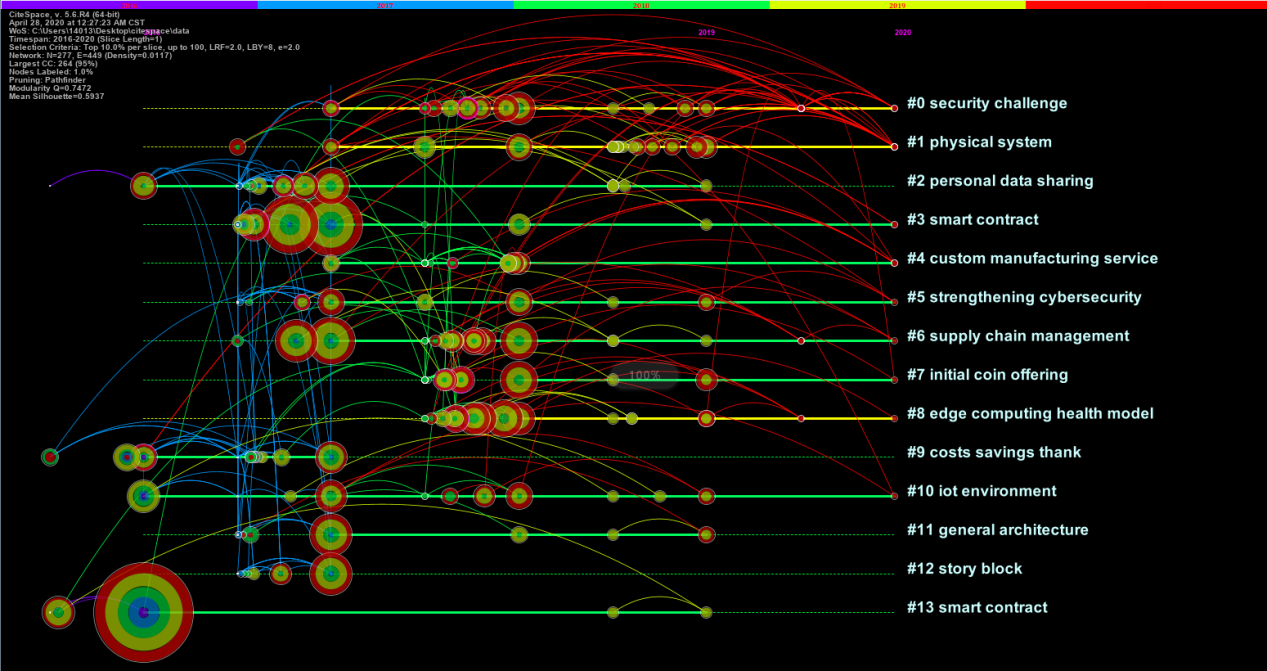 2016 2017 2018 2019
CiteSpace, v. 5.6.R4 (64-bit)
April 28, 2020 at 12:27:23 AM CST
WoS: C:\Users\14013\Desktop\citespace\data
Timespan: 2016-2020 (Slice Length=1)
Selection Criteria: Top 10.0% per slice, up to 100, LRF=2.0, LBY=8, e=2.0
Network: N=277, E=449 (Density=0.0117)
Largest CC: 264 (95%)
Nodes Labeled: 1.0%
Pruning: Pathfinder
Modularity Q=0.7472
Mean Silhouette=0.5937
2019 2020
#0 security challenge
#1 physical system
#2 personal data sharing
#3 smart contract
#4 custom manufacturing service
#5 strengthening cybersecurity
#6 supply chain management
100%
#7 initial coin offering
#8 edge computing health model
#9 costs savings thank
#10 iot environment
#11 general architecture
#12 story block
#13 smart contract